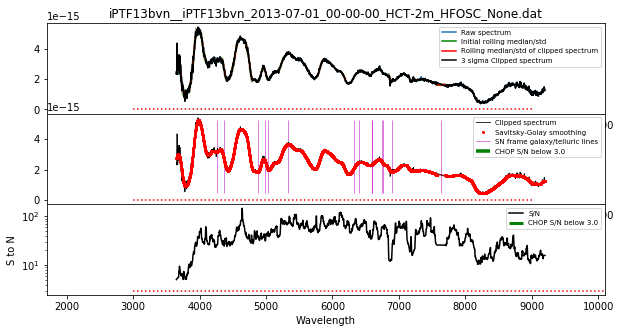 iPTF13bvn__iPTF13bvn_2013-07-01_00-00-00_HCT-2m_HFOSC_None.dat
1e−15
Raw spectrum
Initial rolling median/std
Rolling median/std of clipped spectrum
3 sigma Clipped spectrum
4
2
0
1e−15
00
Clipped spectrum
Savitsky-Golay smoothing
SN frame galaxy/telluric lines
CHOP S/N below 3.0
4
2
0
00
S/N
CHOP S/N below 3.0
10²
10¹
S to N
2000 3000 4000 5000 6000 7000 8000 9000 10000
Wavelength